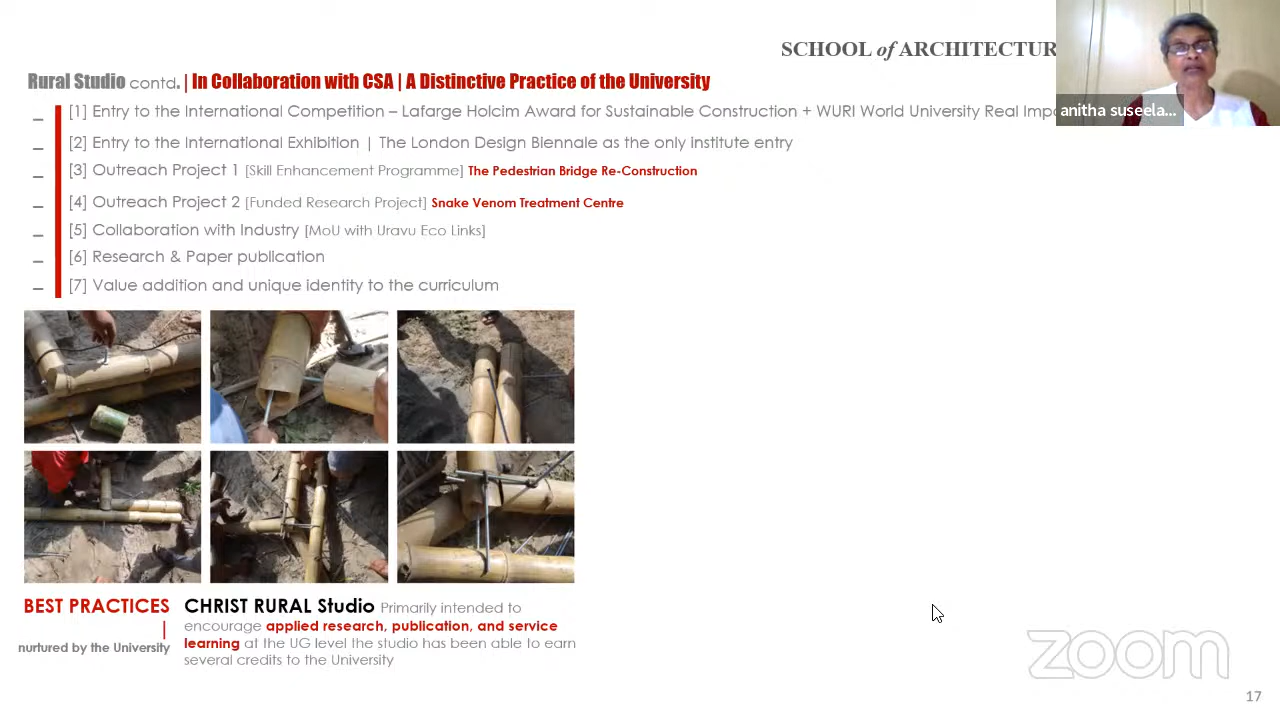 SCHOOL of ARCHITECTUR
Rural Studio contd. | In Collaboration with CSA | A Distinctive Practice of the University
[1] Entry to the International Competition – Lafarge Holcim Award for Sustainable Construction + WURI World University Real Impa
anitha suseela...
[2] Entry to the International Exhibition | The London Design Biennale as the only institute entry
[3] Outreach Project 1 [Skill Enhancement Programme] The Pedestrian Bridge Re-Construction
[4] Outreach Project 2 [Funded Research Project] Snake Venom Treatment Centre
[5] Collaboration with Industry [MoU with Uravu Eco Links]
[6] Research & Paper publication
[7] Value addition and unique identity to the curriculum
BEST PRACTICES |
nurtured by the University
CHRIST RURAL Studio Primarily intended to
encourage applied research, publication, and service
learning at the UG level the studio has been able to earn
several credits to the University
zoom
17